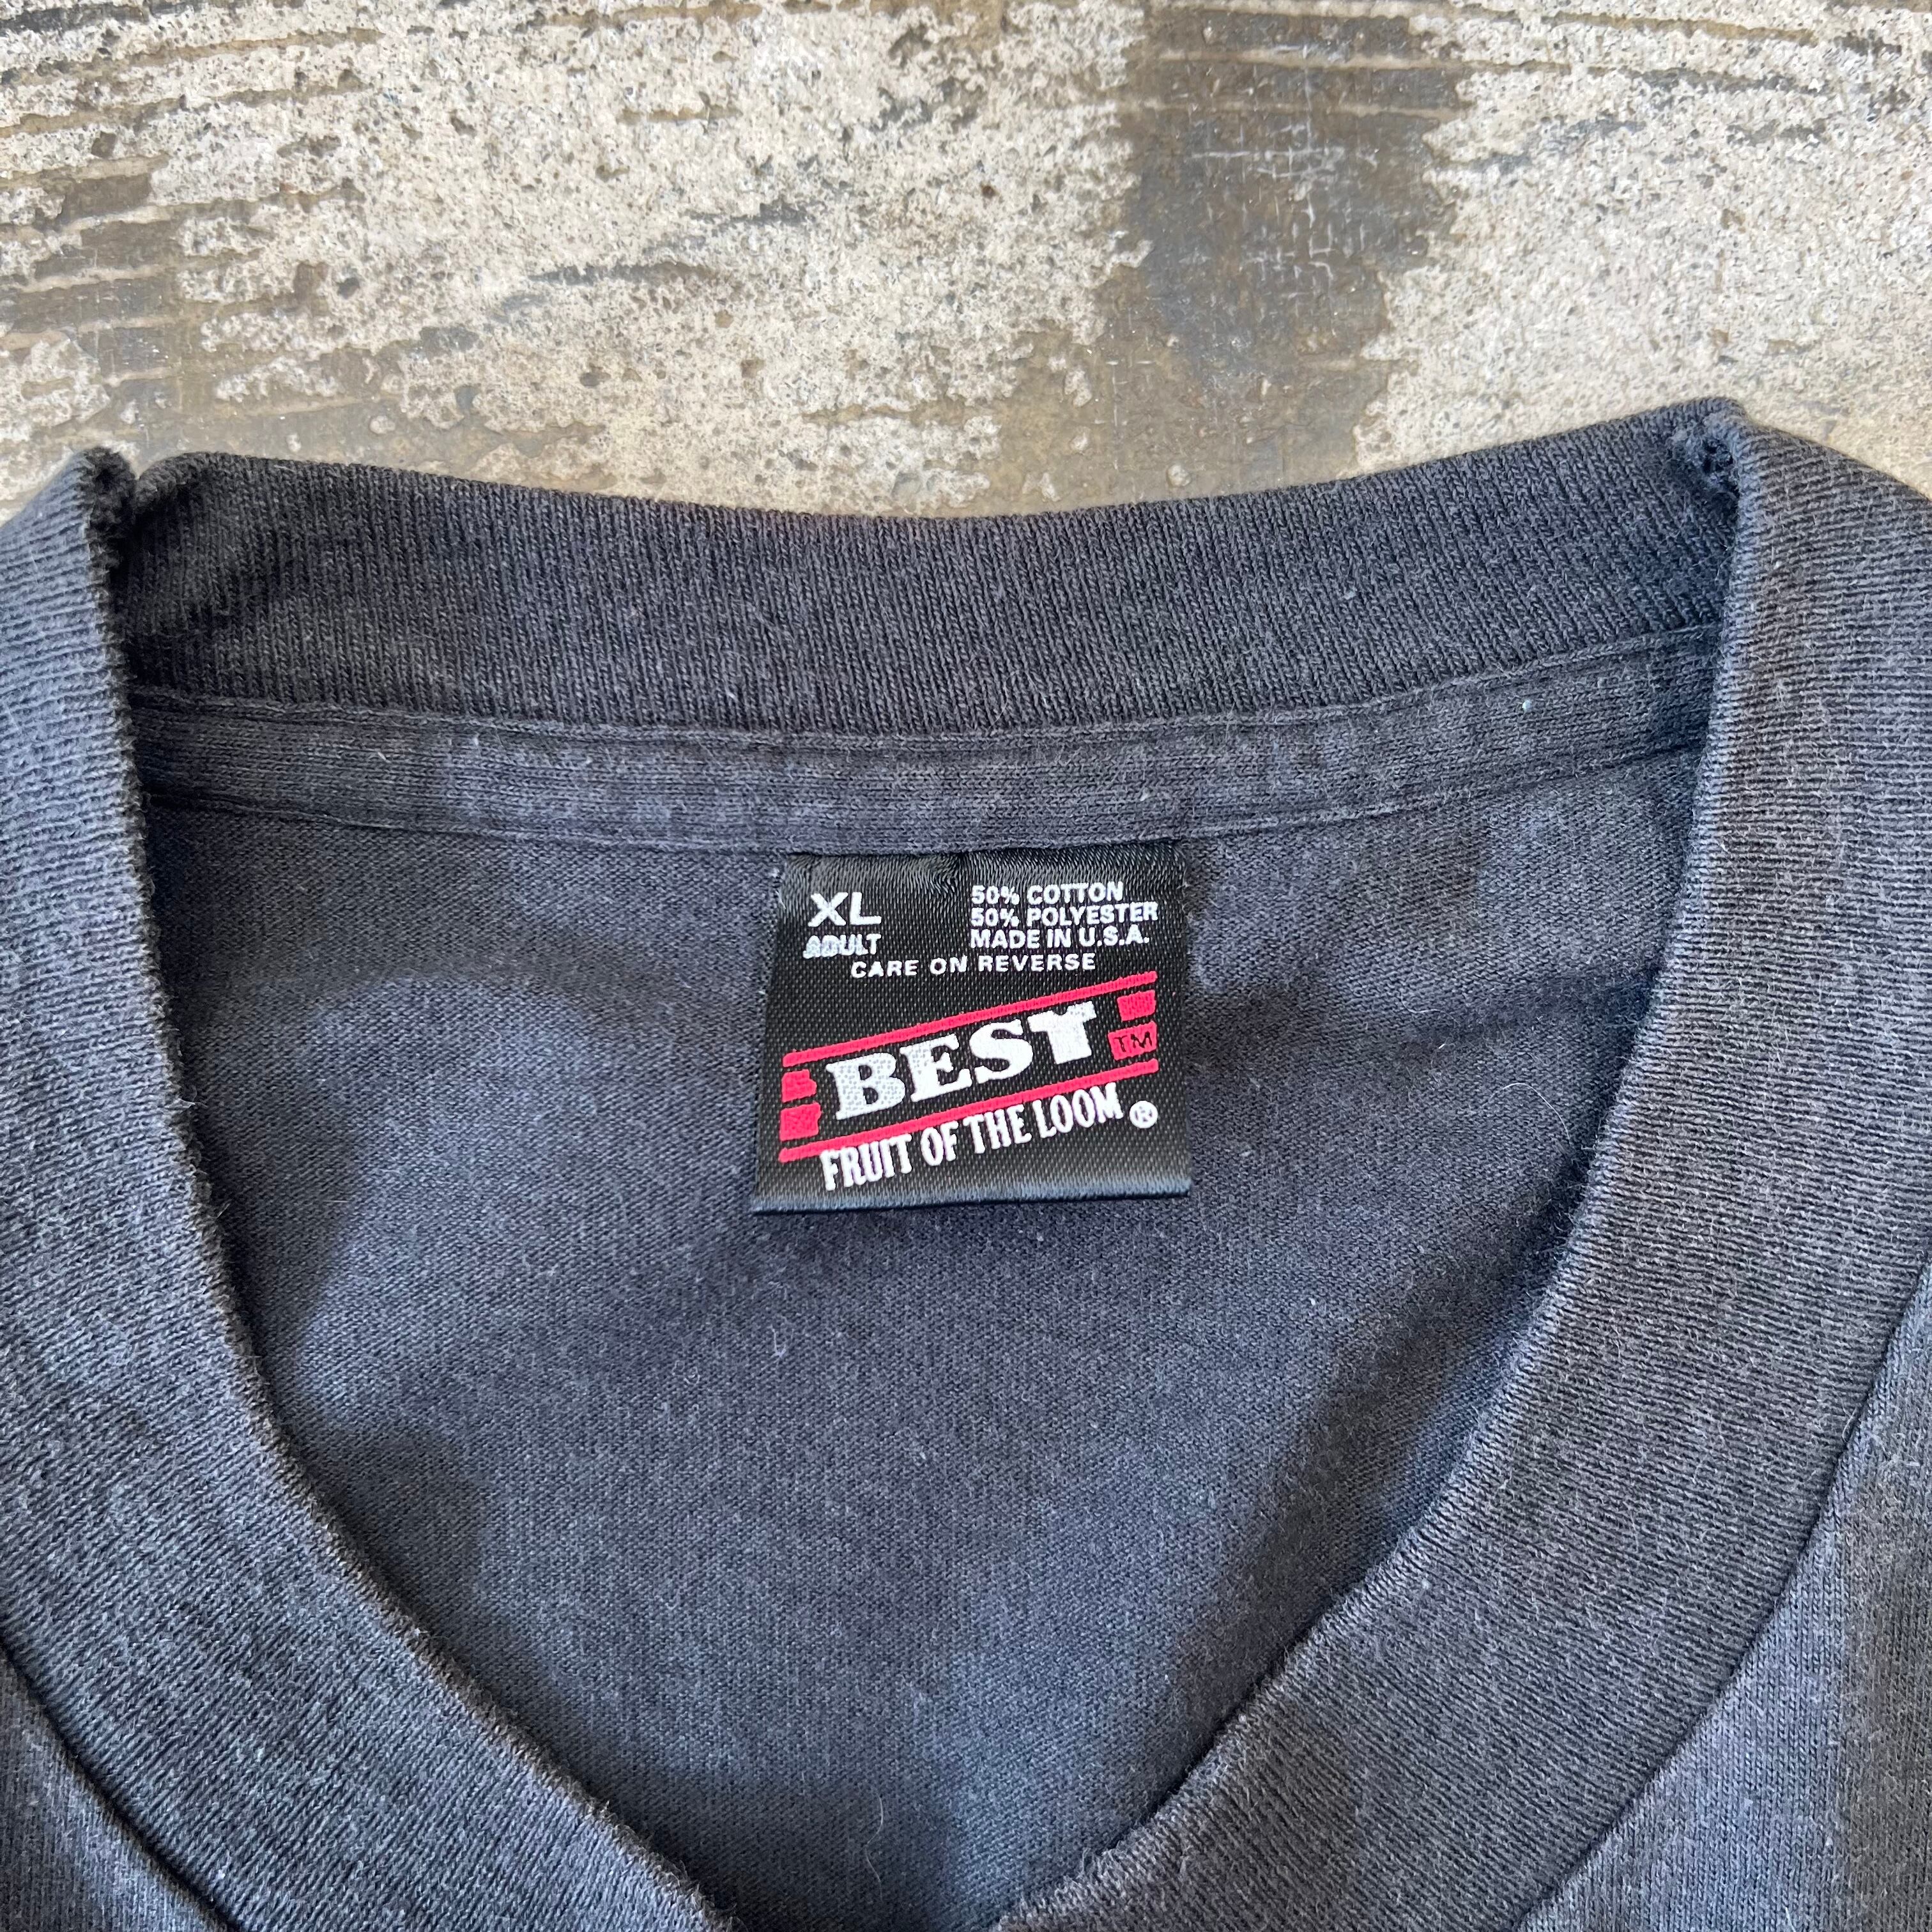 XL
ADULT
50% COTTON
50% POLYESTER
MADE IN U.S.A.
CARE ON REVERSE
BEST TM
FRUIT OF THE LOOM ®